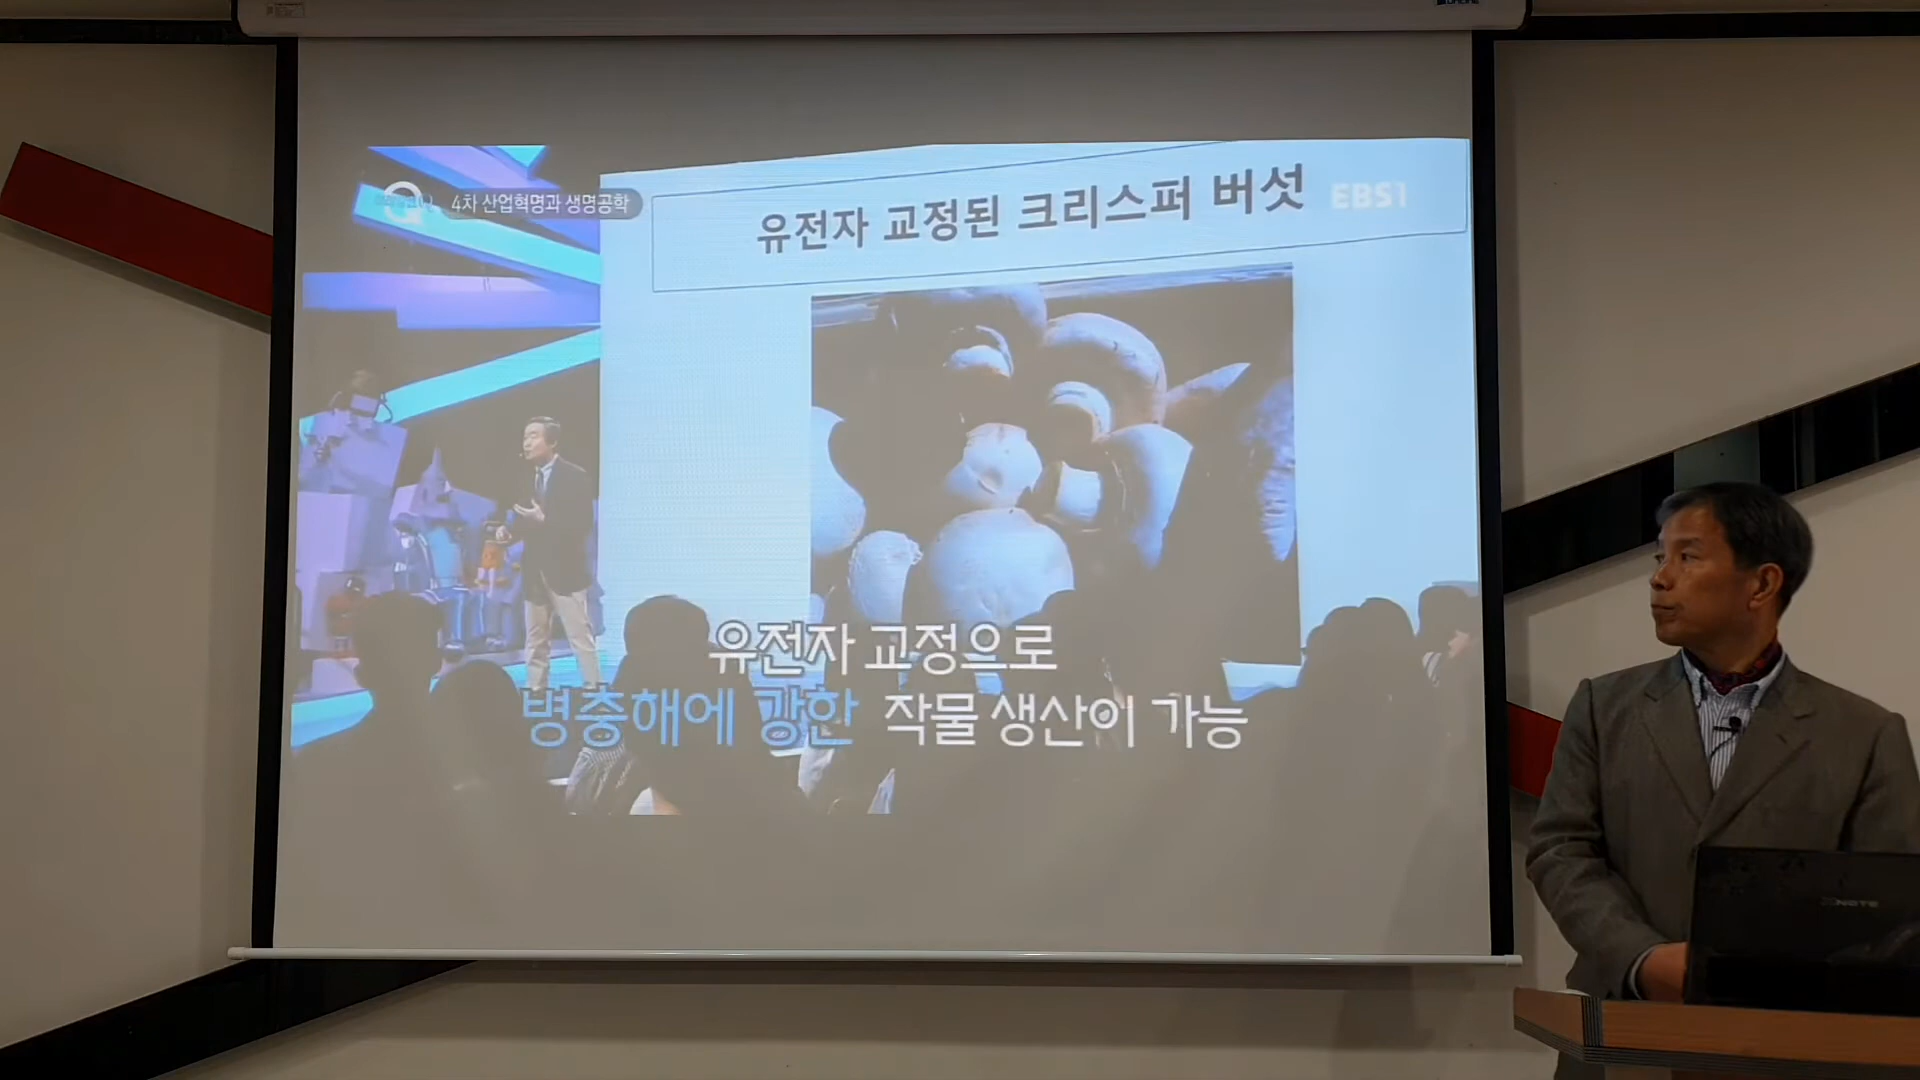 4차 산업혁명과 생명공학
유전자 교정된 크리스퍼 버섯
EBS1
유전자 교정으로
병충해에 강한 작물 생산이 가능
XNOTE